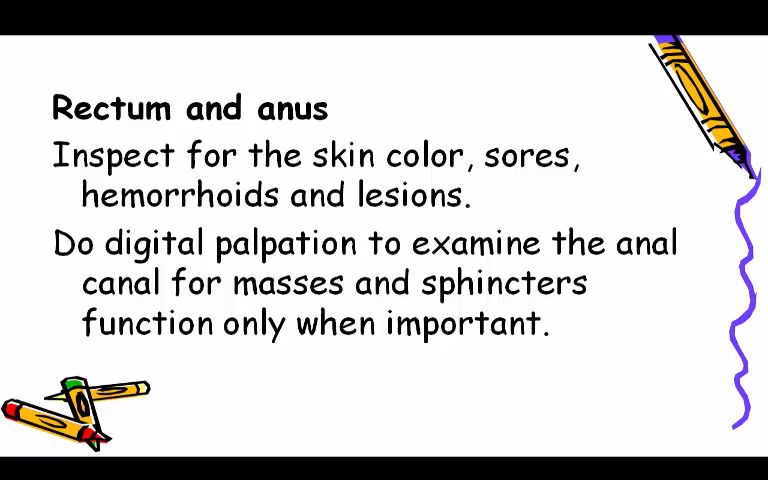 Rectum and anus
Inspect for the skin color, sores,
hemorrhoids and lesions.
Do digital palpation to examine the anal
canal for masses and sphincters
function only when important.